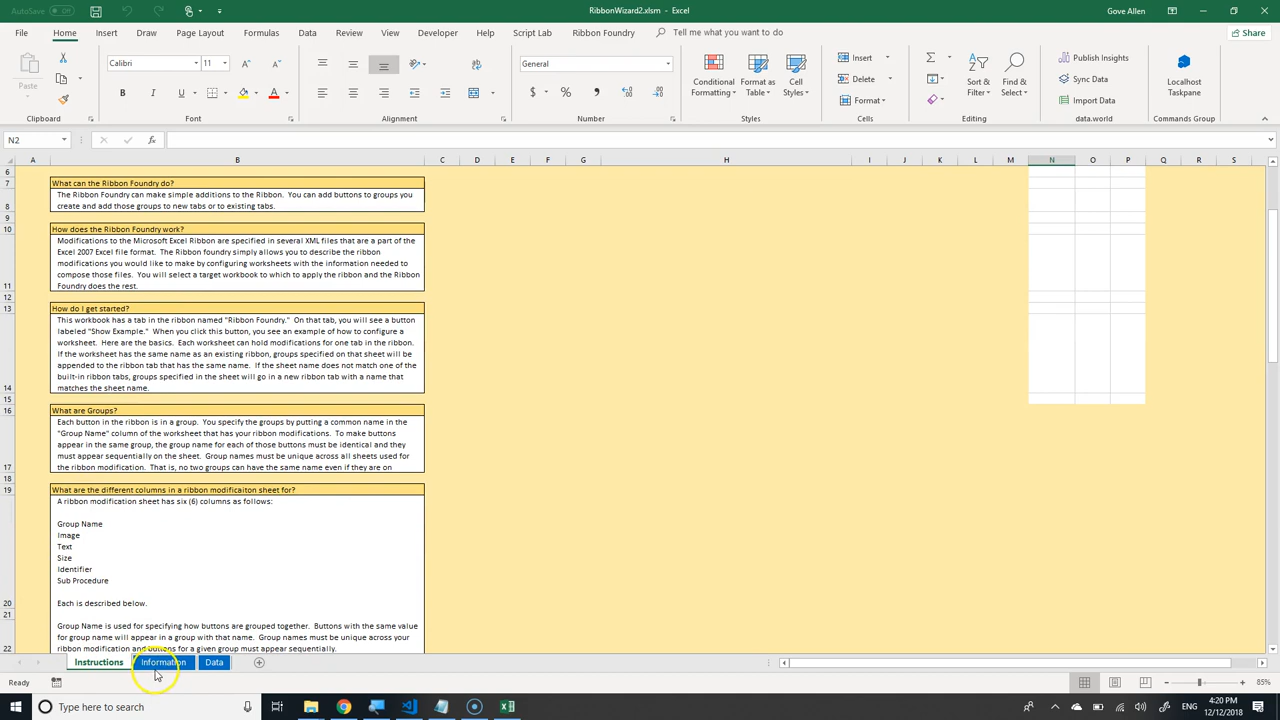 AutoSave Off
RibbonWizard2.xlsm - Excel
Gove Allen
File Home Insert Draw Page Layout Formulas Data Review View Developer Help Script Lab Ribbon Foundry Tell me what you want to do Share
Paste
Calibri 11
B I U A
General
$ % ,
Conditional Formatting
Format as Table
Cell Styles
Insert
Delete
Format
Sort & Filter
Find & Select
Publish Insights
Sync Data
Import Data
Localhost Taskpane
Clipboard Font Alignment Number Styles Cells Editing data.world Commands Group
N2 fx
A B C D E F G H I J K L M N O P Q R S
6
7 What can the Ribbon Foundry do?
The Ribbon Foundry can make simple additions to the Ribbon. You can add buttons to groups you
8 create and add those groups to new tabs or to existing tabs.
9
10 How does the Ribbon Foundry work?
Modifications to the Microsoft Excel Ribbon are specified in several XML files that are a part of the
Excel 2007 Excel file format. The Ribbon foundry simply allows you to describe the ribbon
modifications you would like to make by configuring worksheets with the information needed to
compose those files. You will select a target workbook to which to apply the ribbon and the Ribbon
11 Foundry does the rest.
12
13 How do I get started?
This workbook has a tab in the ribbon named "Ribbon Foundry." On that tab, you will see a button
labeled "Show Example." When you click this button, you see an example of how to configure a
worksheet. Here are the basics. Each worksheet can hold modifications for one tab in the ribbon.
If the worksheet has the same name as an existing ribbon, groups specified on that sheet will be
appended to the ribbon tab that has the same name. If the sheet name does not match one of the
built-in ribbon tabs, groups specified in the sheet will go in a new ribbon tab with a name that
14 matches the sheet name.
15
16 What are Groups?
Each button in the ribbon is in a group. You specify the groups by putting a common name in the
"Group Name" column of the worksheet that has your ribbon modifications. To make buttons
appear in the same group, the group name for each of those buttons must be identical and they
must appear sequentially on the sheet. Group names must be unique across all sheets used for
17 the ribbon modification. That is, no two groups can have the same name even if they are on
18
19 What are the different columns in a ribbon modificaiton sheet for?
A ribbon modification sheet has six (6) columns as follows:
Group Name
Image
Text
Size
Identifier
Sub Procedure
20 Each is described below.
21
Group Name is used for specifying how buttons are grouped together. Buttons with the same value
for group name will appear in a group with that name. Group names must be unique across your
22 ribbon modification and buttons for a given group must appear sequentially.
Instructions Information Data
Ready
85%
Type here to search
4:20 PM
12/12/2018